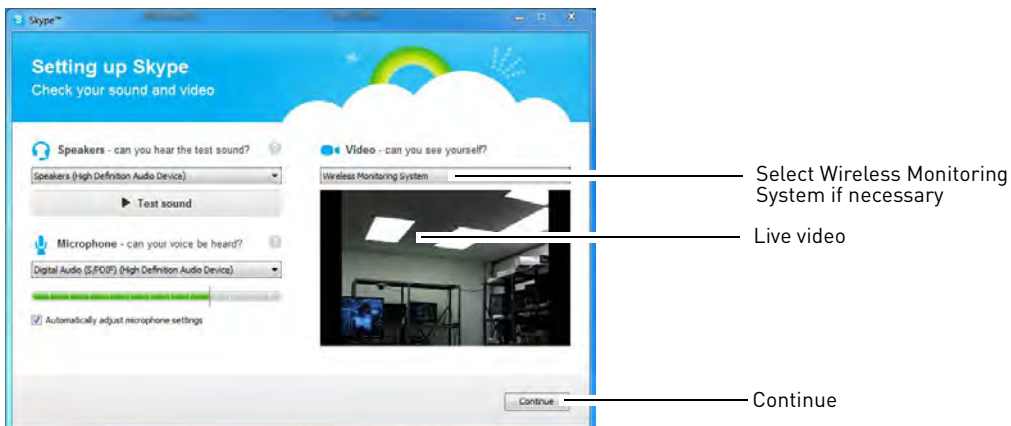 Skype™
Setting up Skype
Check your sound and video
Speakers - can you hear the test sound?
Speakers (High Definition Audio Device)
Test sound
Microphone - can your voice be heard?
Digital Audio (S/PDIF) (High Definition Audio Device)
Automatically adjust microphone settings
Video - can you see yourself?
Wireless Monitoring System
Continue
Select Wireless Monitoring
System if necessary
Live video
Continue